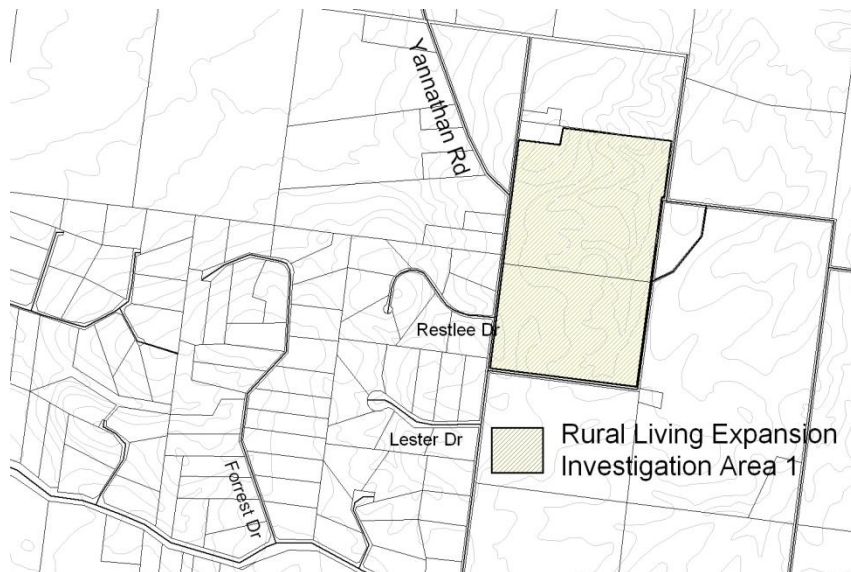 Yannathan Rd
Restlee Dr
Lester Dr
Forrest Dr
Rural Living Expansion
Investigation Area 1